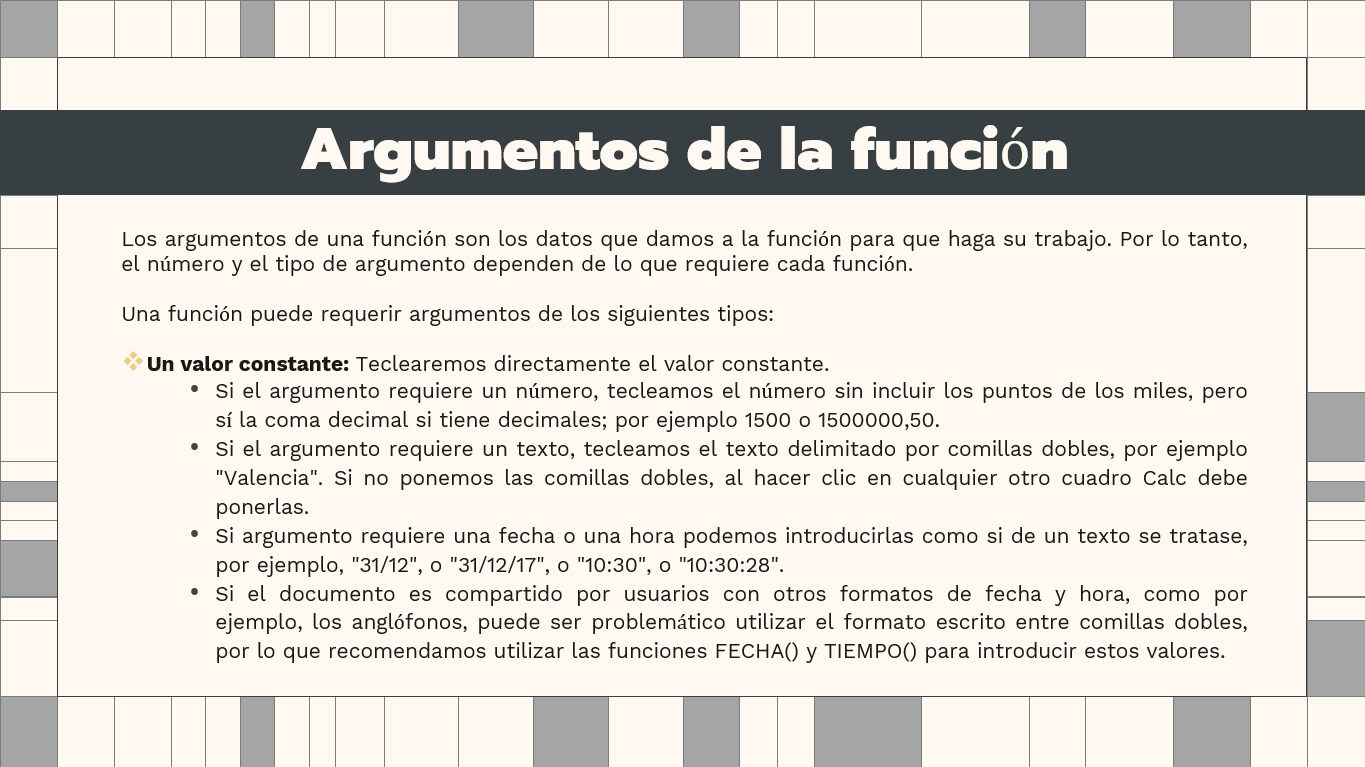 Argumentos de la función
Los argumentos de una función son los datos que damos a la función para que haga su trabajo. Por lo tanto,
el número y el tipo de argumento dependen de lo que requiere cada función.
Una función puede requerir argumentos de los siguientes tipos:
❖Un valor constante: Teclearemos directamente el valor constante.
• Si el argumento requiere un número, tecleamos el número sin incluir los puntos de los miles, pero
sí la coma decimal si tiene decimales; por ejemplo 1500 o 1500000,50.
• Si el argumento requiere un texto, tecleamos el texto delimitado por comillas dobles, por ejemplo
"Valencia". Si no ponemos las comillas dobles, al hacer clic en cualquier otro cuadro Calc debe
ponerlas.
• Si argumento requiere una fecha o una hora podemos introducirlas como si de un texto se tratase,
por ejemplo, "31/12", o "31/12/17", o "10:30", o "10:30:28".
• Si el documento es compartido por usuarios con otros formatos de fecha y hora, como por
ejemplo, los anglófonos, puede ser problemático utilizar el formato escrito entre comillas dobles,
por lo que recomendamos utilizar las funciones FECHA() y TIEMPO() para introducir estos valores.